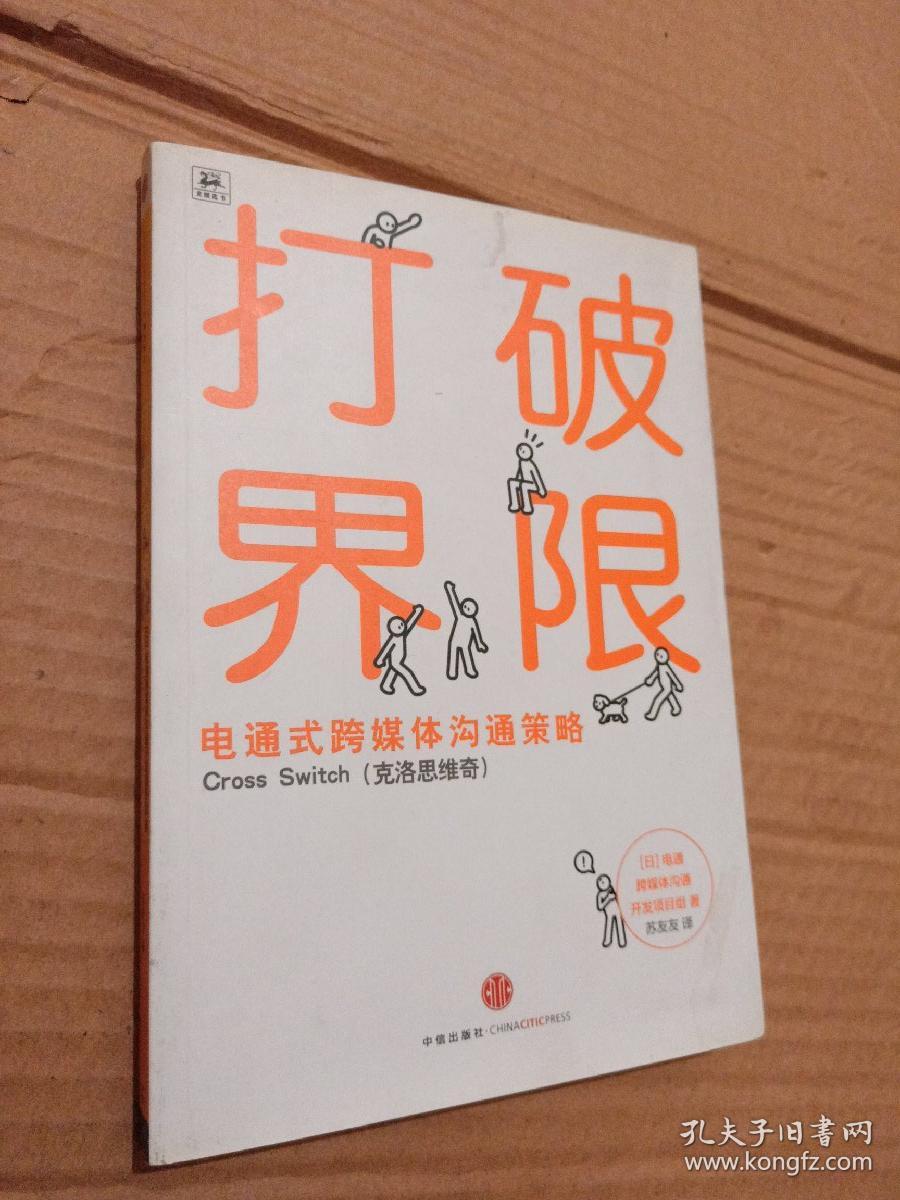 打破
界限
电通式跨媒体沟通策略
Cross Switch (克洛思维奇)
[日] 电通
跨媒体沟通
开发项目组 著
苏友友 译
中信出版社·CHINACITICPRESS
孔夫子旧书网
www.kongfz.com